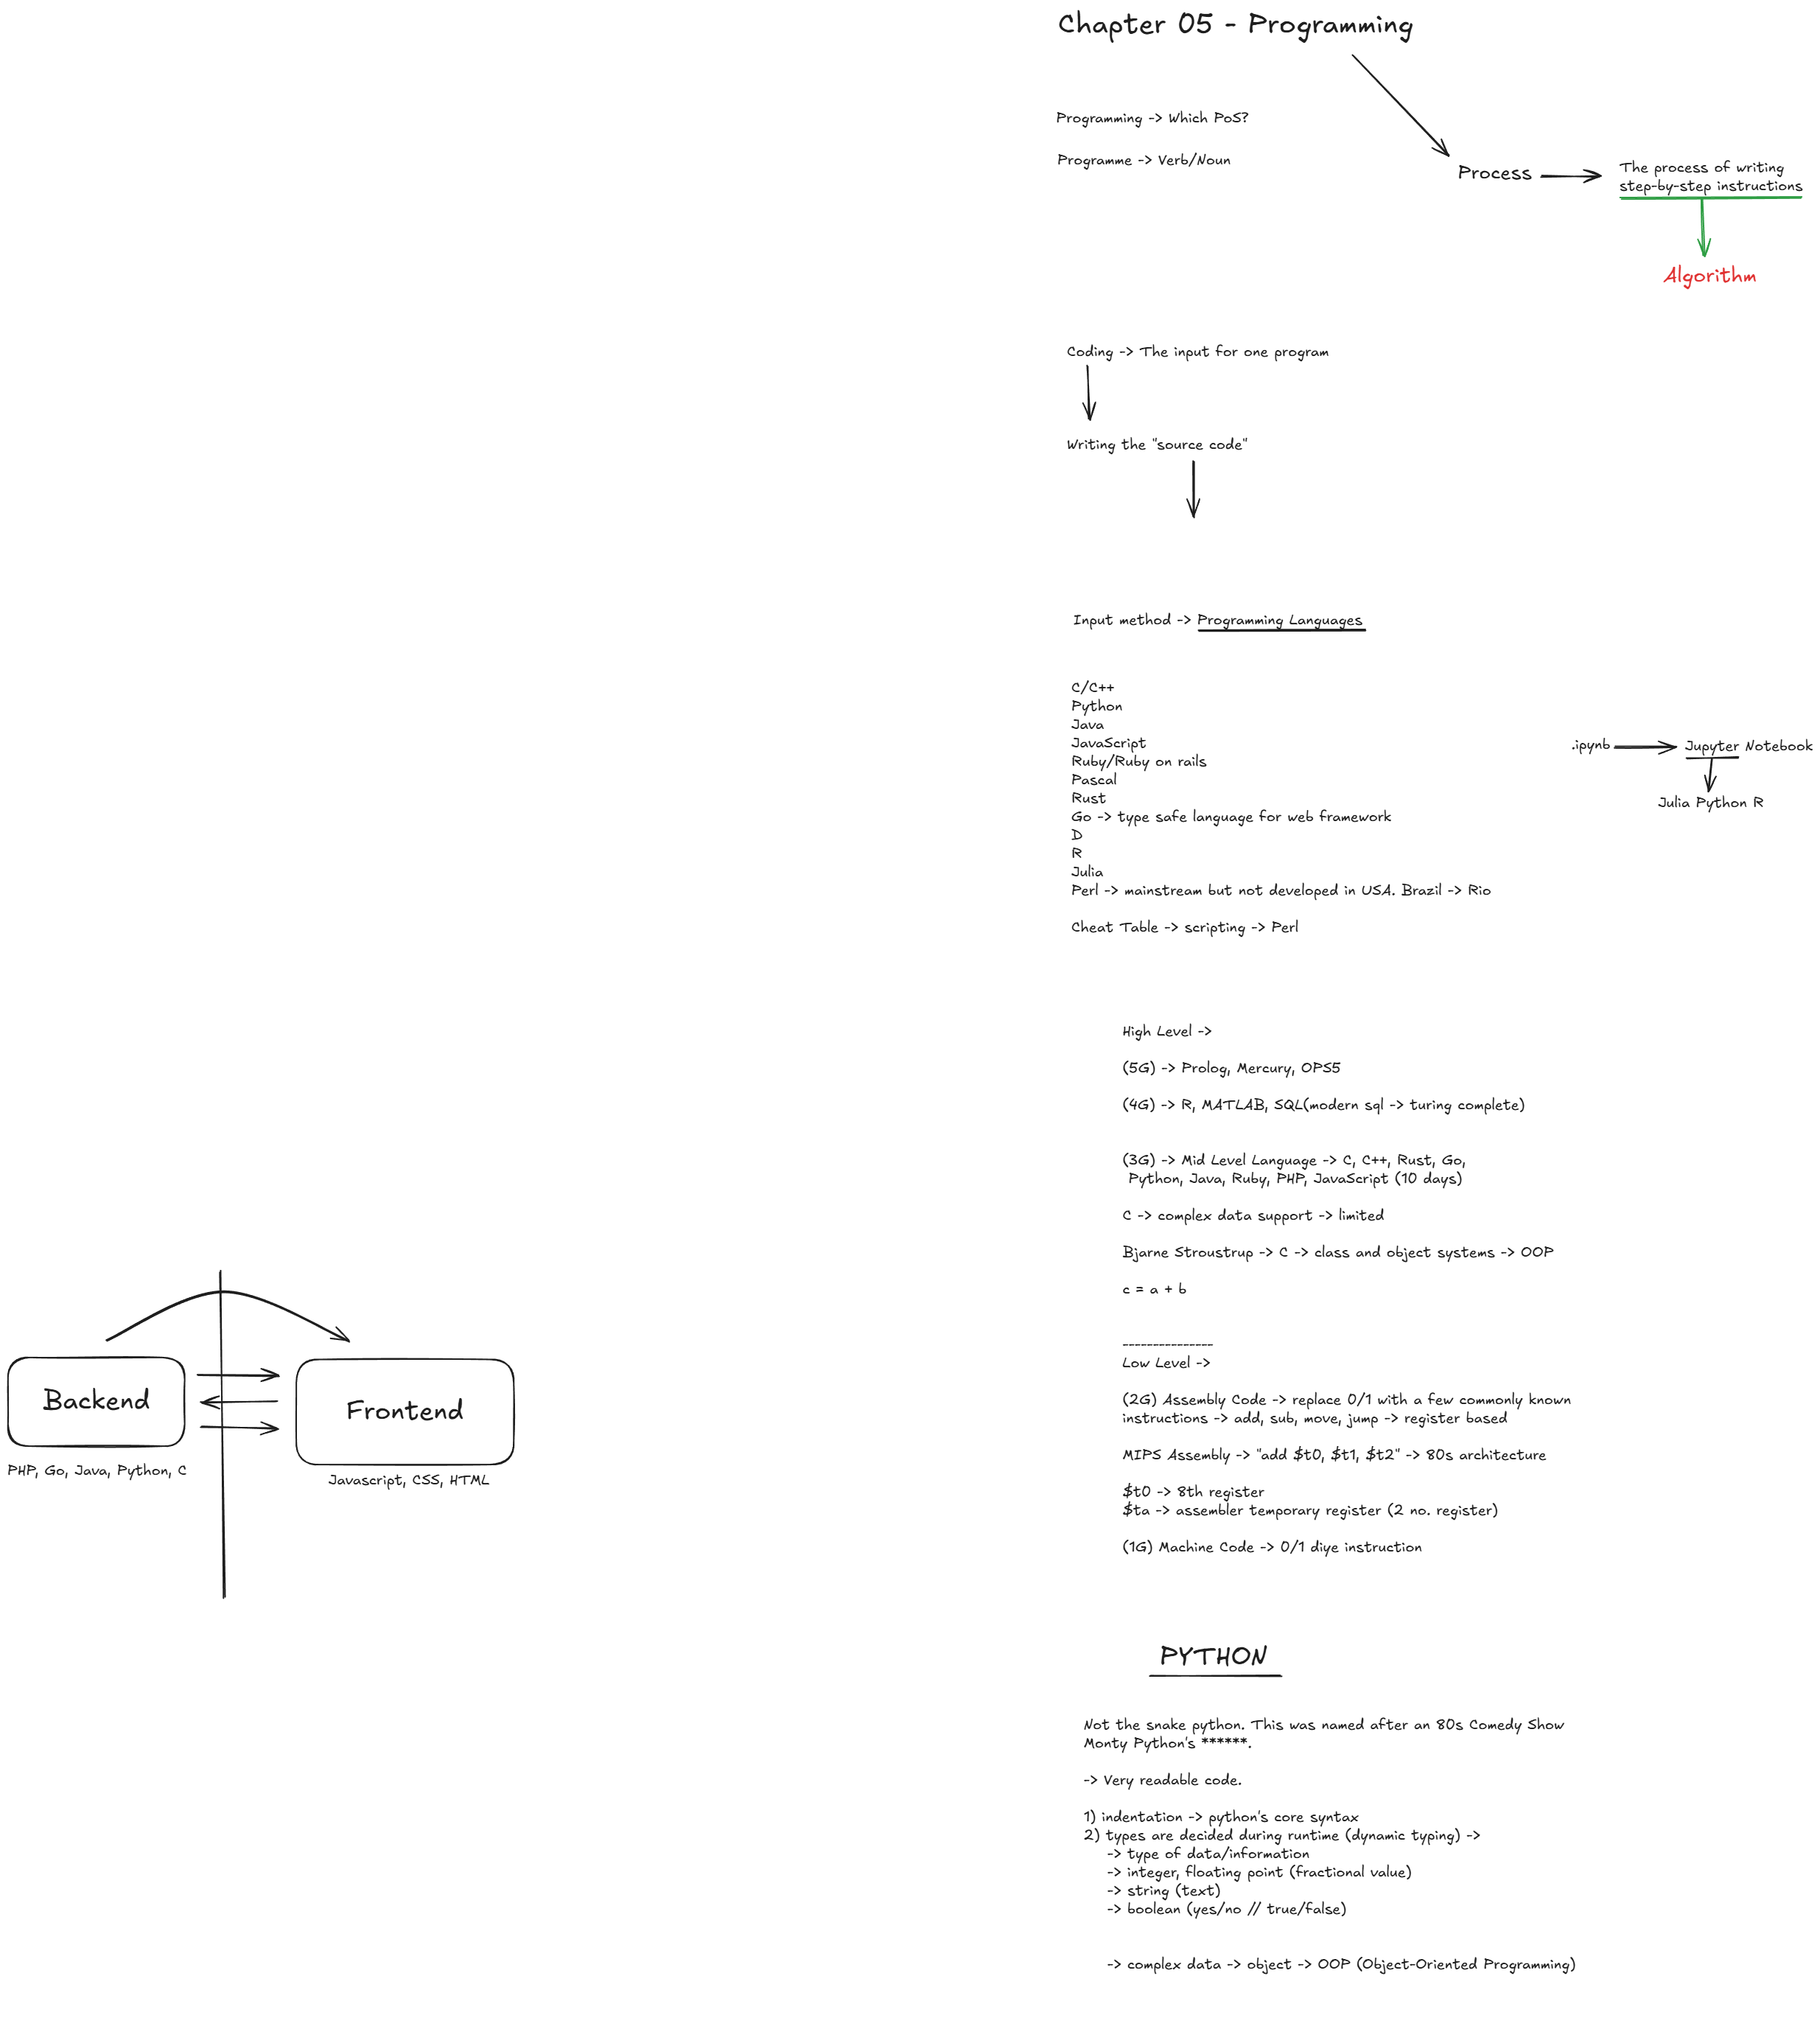 Chapter 05 - Programming
Programming -> Which PoS?
Programme -> Verb/Noun
Process
The process of writing
step-by-step instructions
Algorithm
Coding -> The input for one program
Writing the "source code"
Input method -> Programming Languages
C/C++
Python
Java
JavaScript
Ruby/Ruby on rails
Pascal
Rust
Go -> type safe language for web framework
D
R
Julia
Perl -> mainstream but not developed in USA. Brazil -> Rio
Cheat Table -> scripting -> Perl
.ipynb
Jupyter Notebook
Julia Python R
High Level ->
(5G) -> Prolog, Mercury, OPS5
(4G) -> R, MATLAB, SQL(modern sql -> turing complete)
(3G) -> Mid Level Language -> C, C++, Rust, Go,
Python, Java, Ruby, PHP, JavaScript (10 days)
C -> complex data support -> limited
Bjarne Stroustrup -> C -> class and object systems -> OOP
c = a + b
---------------
Low Level ->
(2G) Assembly Code -> replace 0/1 with a few commonly known
instructions -> add, sub, move, jump -> register based
MIPS Assembly -> "add $t0, $t1, $t2" -> 80s architecture
$t0 -> 8th register
$ta -> assembler temporary register (2 no. register)
(1G) Machine Code -> 0/1 diye instruction
Backend
Frontend
PHP, Go, Java, Python, C
Javascript, CSS, HTML
PYTHON
Not the snake python. This was named after an 80s Comedy Show
Monty Python's ******.
-> Very readable code.
1) indentation -> python's core syntax
2) types are decided during runtime (dynamic typing) ->
-> type of data/information
-> integer, floating point (fractional value)
-> string (text)
-> boolean (yes/no // true/false)
-> complex data -> object -> OOP (Object-Oriented Programming)